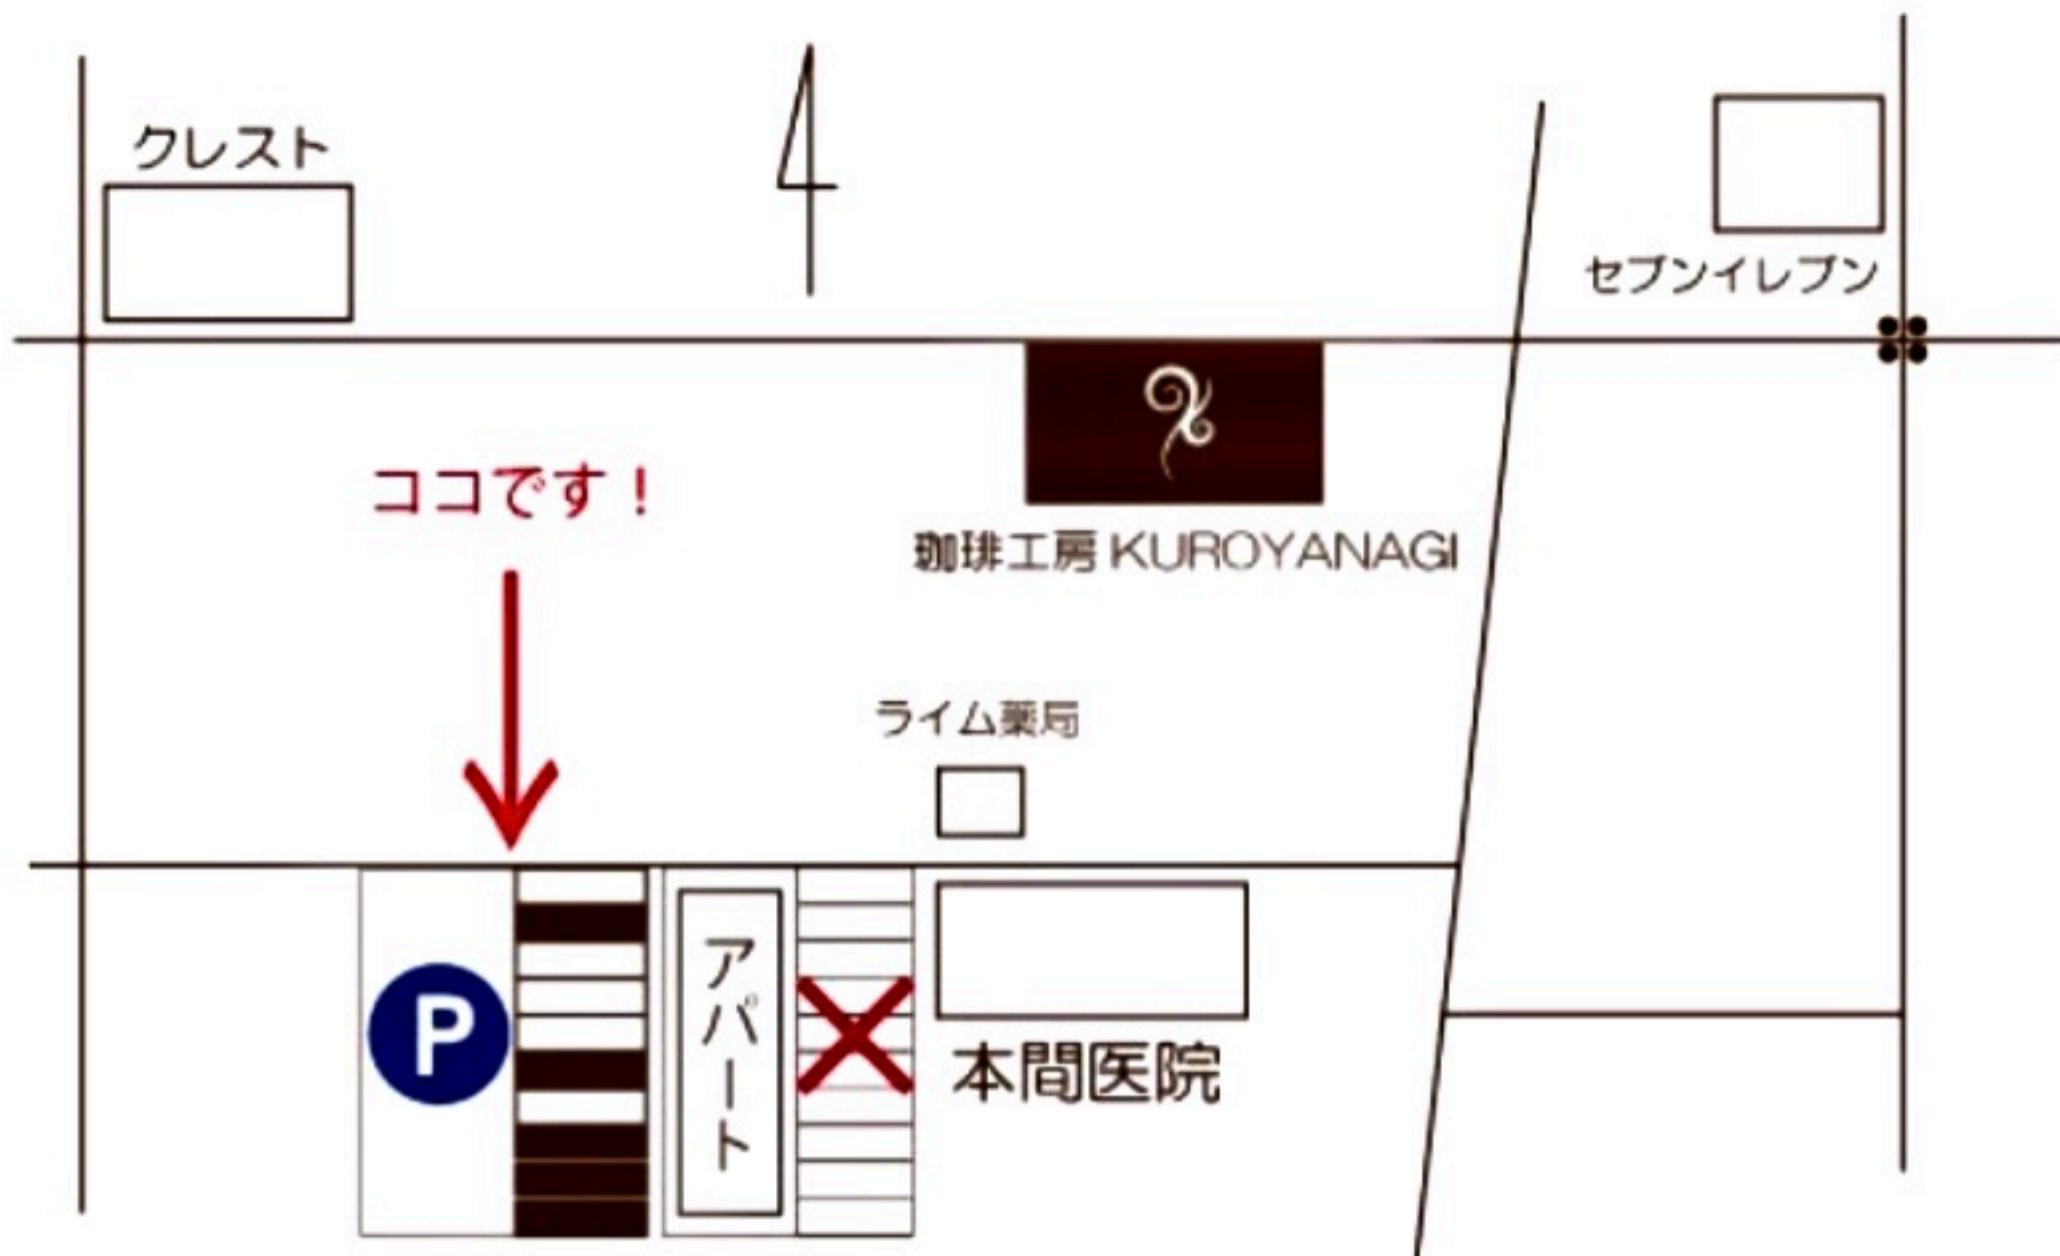 クレスト
セブンイレブン
ココです!
珈琲工房 KUROYANAGI
ライム薬局
アパート
P
本間医院